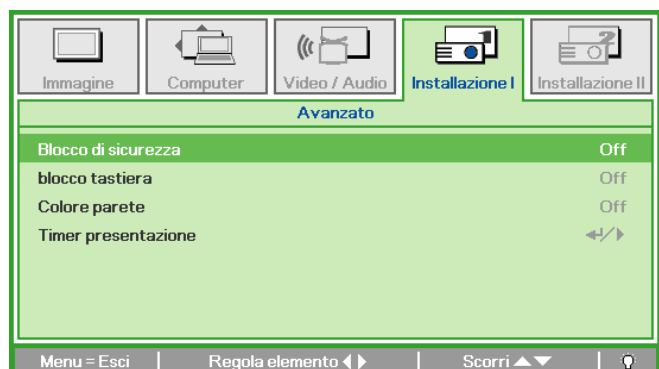 Immagine
Computer
Video / Audio
Installazione I
Installazione II
Avanzato
Blocco di sicurezza Off
blocco tastiera Off
Colore parete Off
Timer presentazione
Menu = Esci
Regola elemento
Scorri